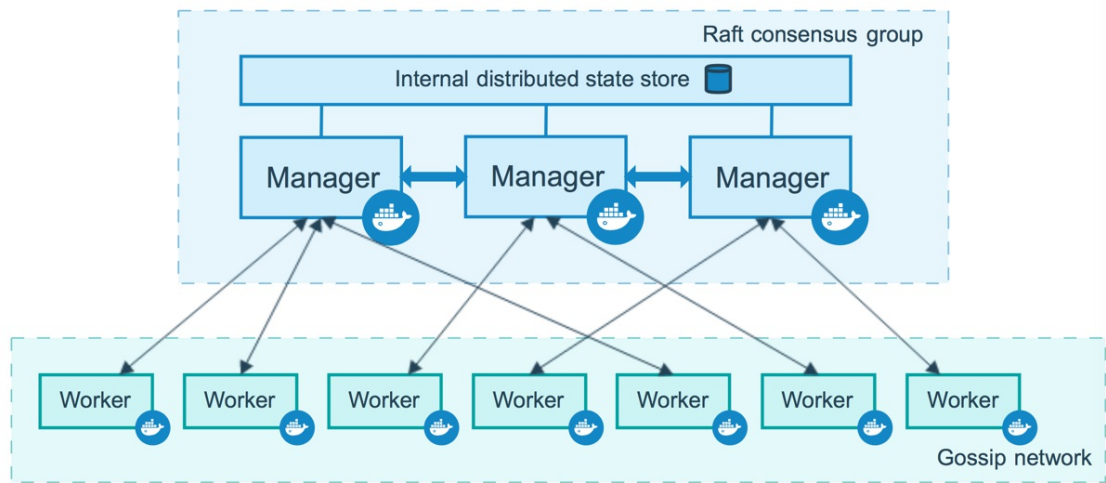 Raft consensus group
Internal distributed state store
Manager
Manager
Manager
Worker
Worker
Worker
Worker
Worker
Worker
Worker
Gossip network